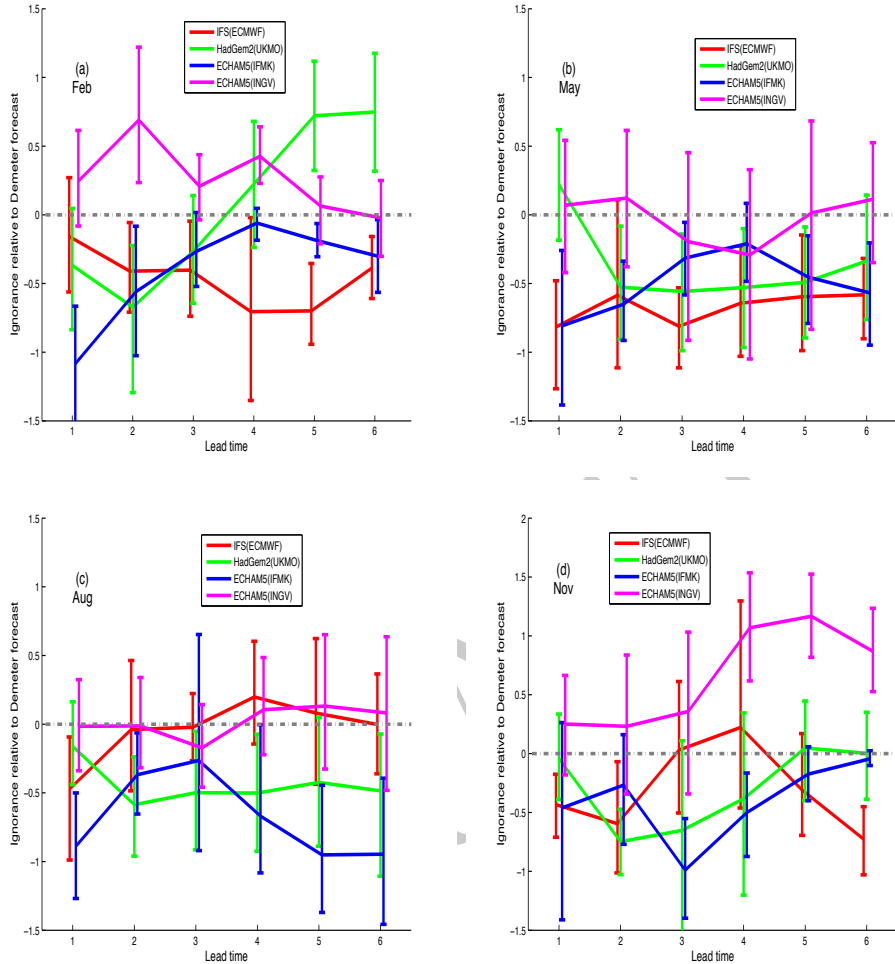 1.5
1
0.5
0
−0.5
−1
−1.5
Ignorance relative to Demeter forecast
(a)
Feb
IFS(ECMWF)
HadGem2(UKMO)
ECHAM5(IFMK)
ECHAM5(INGV)
1 2 3 4 5 6
Lead time
1.5
1
0.5
0
−0.5
−1
−1.5
Ignorance relative to Demeter forecast
(b)
May
IFS(ECMWF)
HadGem2(UKMO)
ECHAM5(IFMK)
ECHAM5(INGV)
1 2 3 4 5 6
Lead time
1.5
1
0.5
0
−0.5
−1
−1.5
Ignorance relative to Demeter forecast
(c)
Aug
IFS(ECMWF)
HadGem2(UKMO)
ECHAM5(IFMK)
ECHAM5(INGV)
1 2 3 4 5 6
Lead time
2
1.5
1
0.5
0
−0.5
−1
−1.5
Ignorance relative to Demeter forecast
(d)
Nov
IFS(ECMWF)
HadGem2(UKMO)
ECHAM5(IFMK)
ECHAM5(INGV)
1 2 3 4 5 6
Lead time